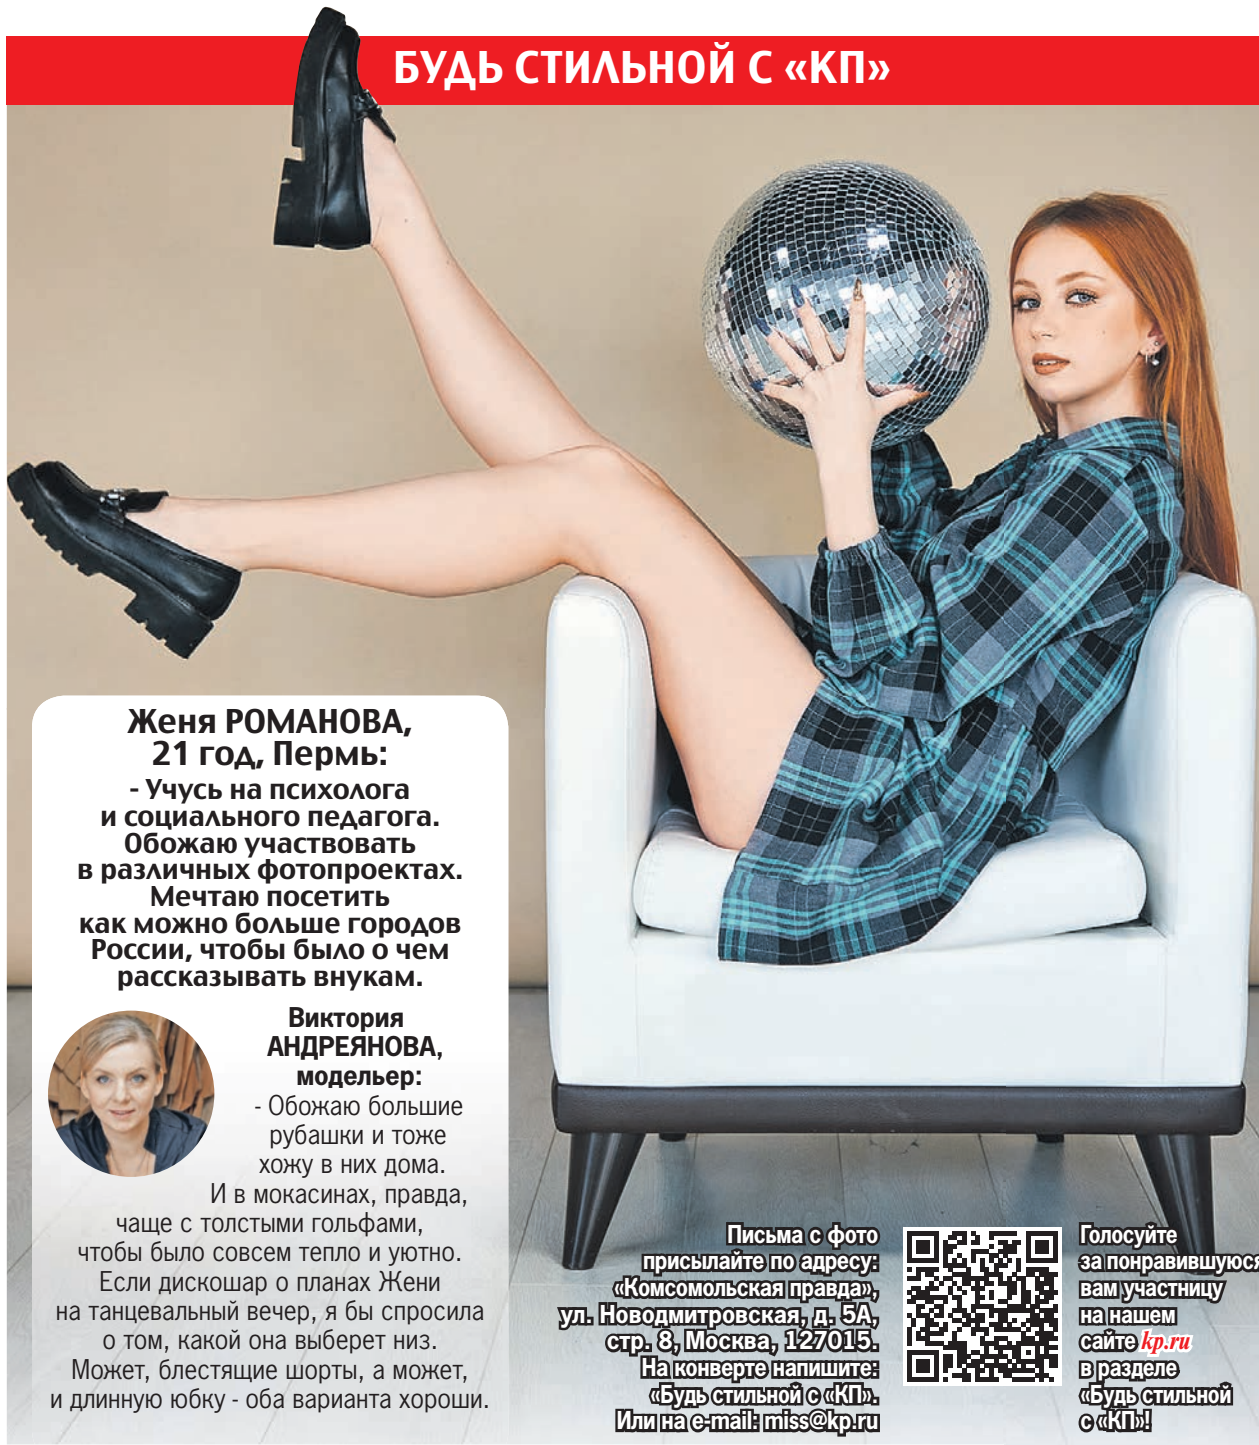 БУДЬ СТИЛЬНОЙ С «КП»
Женя РОМАНОВА,
21 год, Пермь:
- Учусь на психолога
и социального педагога.
Обожаю участвовать
в различных фотопроектах.
Мечтаю посетить
как можно больше городов
России, чтобы было о чем
рассказывать внукам.
Виктория
АНДРЕЯНОВА,
модельер:
- Обожаю большие
рубашки и тоже
хожу в них дома.
И в мокасинах, правда,
чаще с толстыми гольфами,
чтобы было совсем тепло и уютно.
Если дискошар о планах Жени
на танцевальный вечер, я бы спросила
о том, какой она выберет низ.
Может, блестящие шорты, а может,
и длинную юбку - оба варианта хороши.
Письма с фото
присылайте по адресу:
«Комсомольская правда»,
ул. Новодмитровская, д. 5А,
стр. 8, Москва, 127015.
На конверте напишите:
«Будь стильной с «КП».
Или на e-mail: miss@kp.ru
Голосуйте
за понравившуюся
вам участницу
на нашем
сайте kp.ru
в разделе
«Будь стильной
с «КП»!